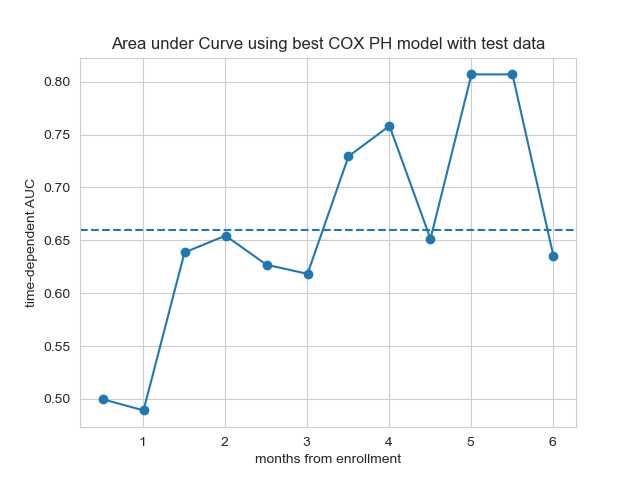 Area under Curve using best COX PH model with test data
time-dependent AUC
0.80
0.75
0.70
0.65
0.60
0.55
0.50
1 2 3 4 5 6
months from enrollment